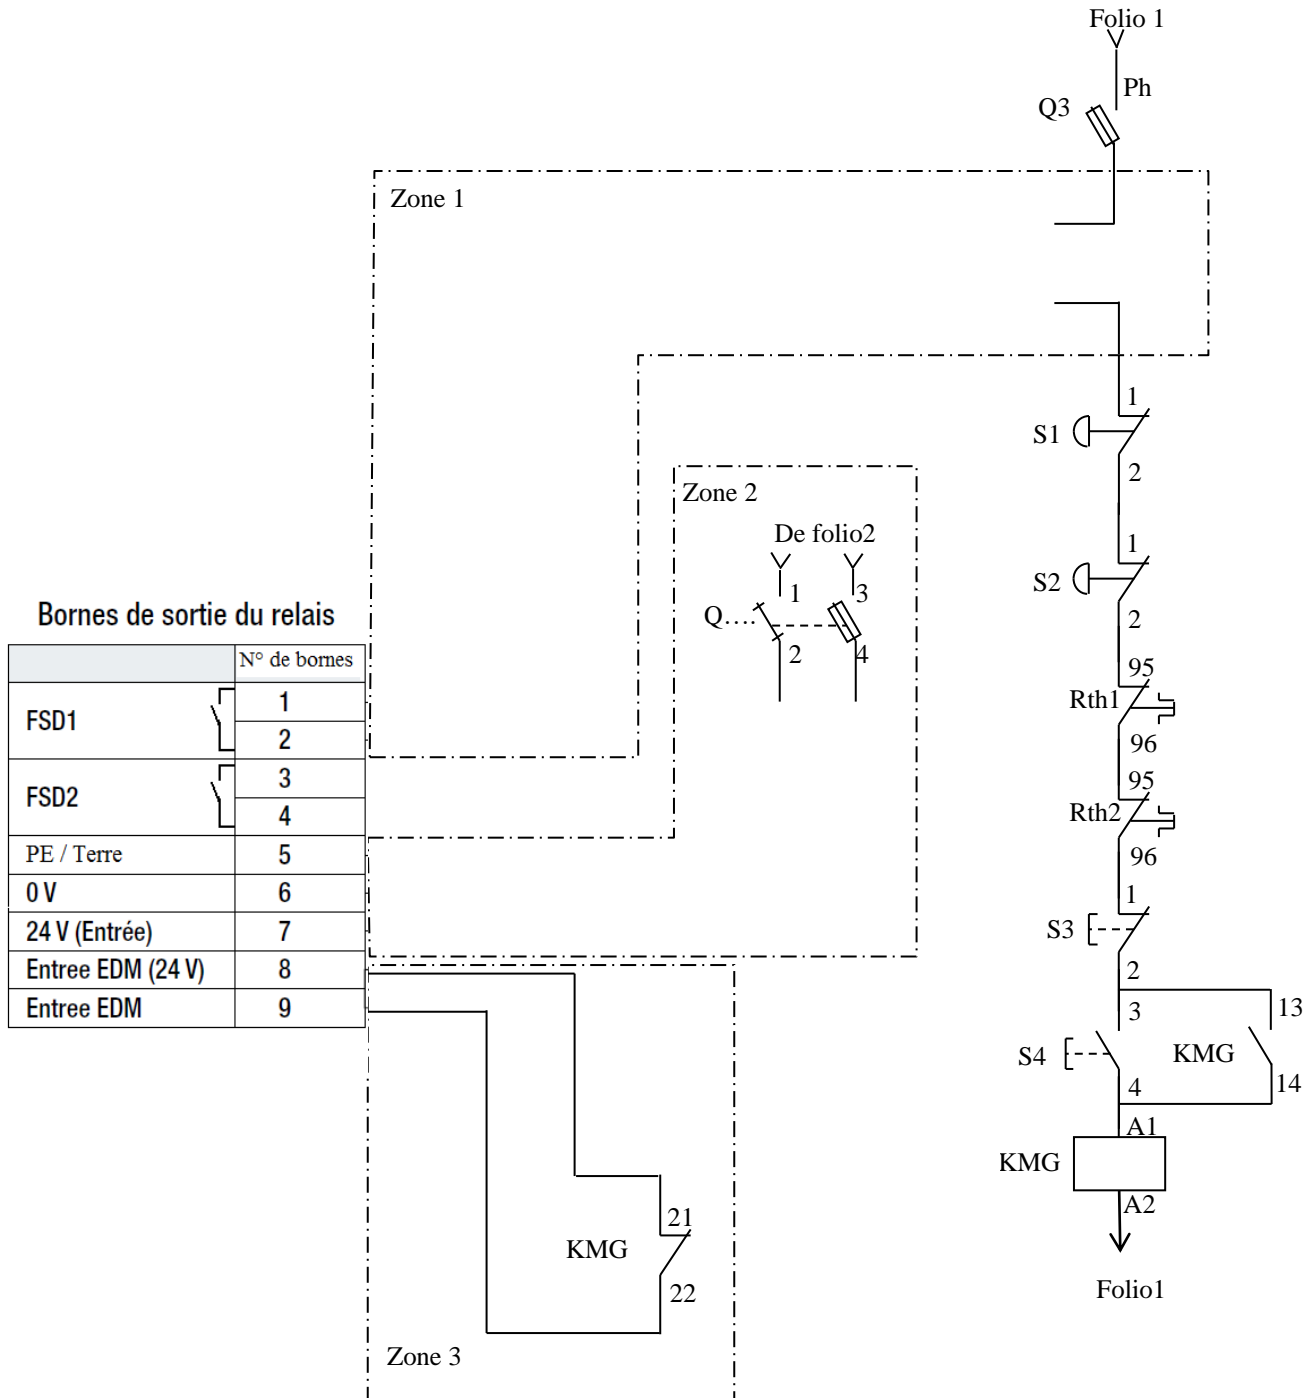 Folio 1
Ph
Q3
Zone 1
1
S1
2
Zone 2
De folio2
1
3
Q....
2
4
1
S2
2
Bornes de sortie du relais
N° de bornes
FSD1
1
2
FSD2
3
4
PE / Terre
5
0 V
6
24 V (Entrée)
7
Entree EDM (24 V)
8
Entree EDM
9
95
Rth1
96
95
Rth2
96
1
S3
2
3
13
S4
KMG
4
14
A1
KMG
A2
Folio1
21
KMG
22
Zone 3